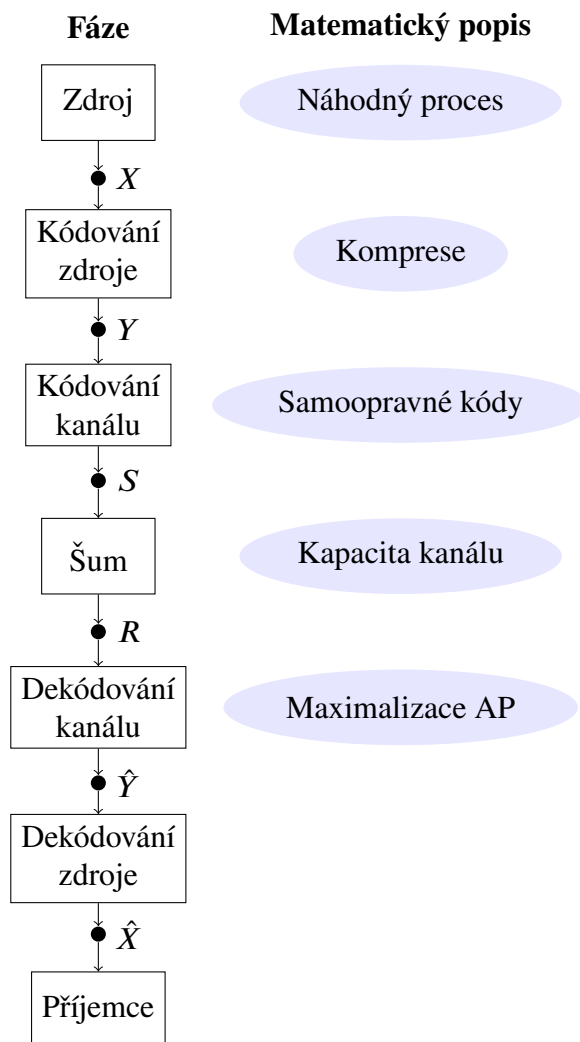 Fáze Matematický popis
Zdroj Náhodný proces
X
Kódování
zdroje
Komprese
Y
Kódování
kanálu
Samoopravné kódy
S
Šum Kapacita kanálu
R
Dekódování
kanálu
Maximalizace AP
Ŷ
Dekódování
zdroje
X̂
Příjemce